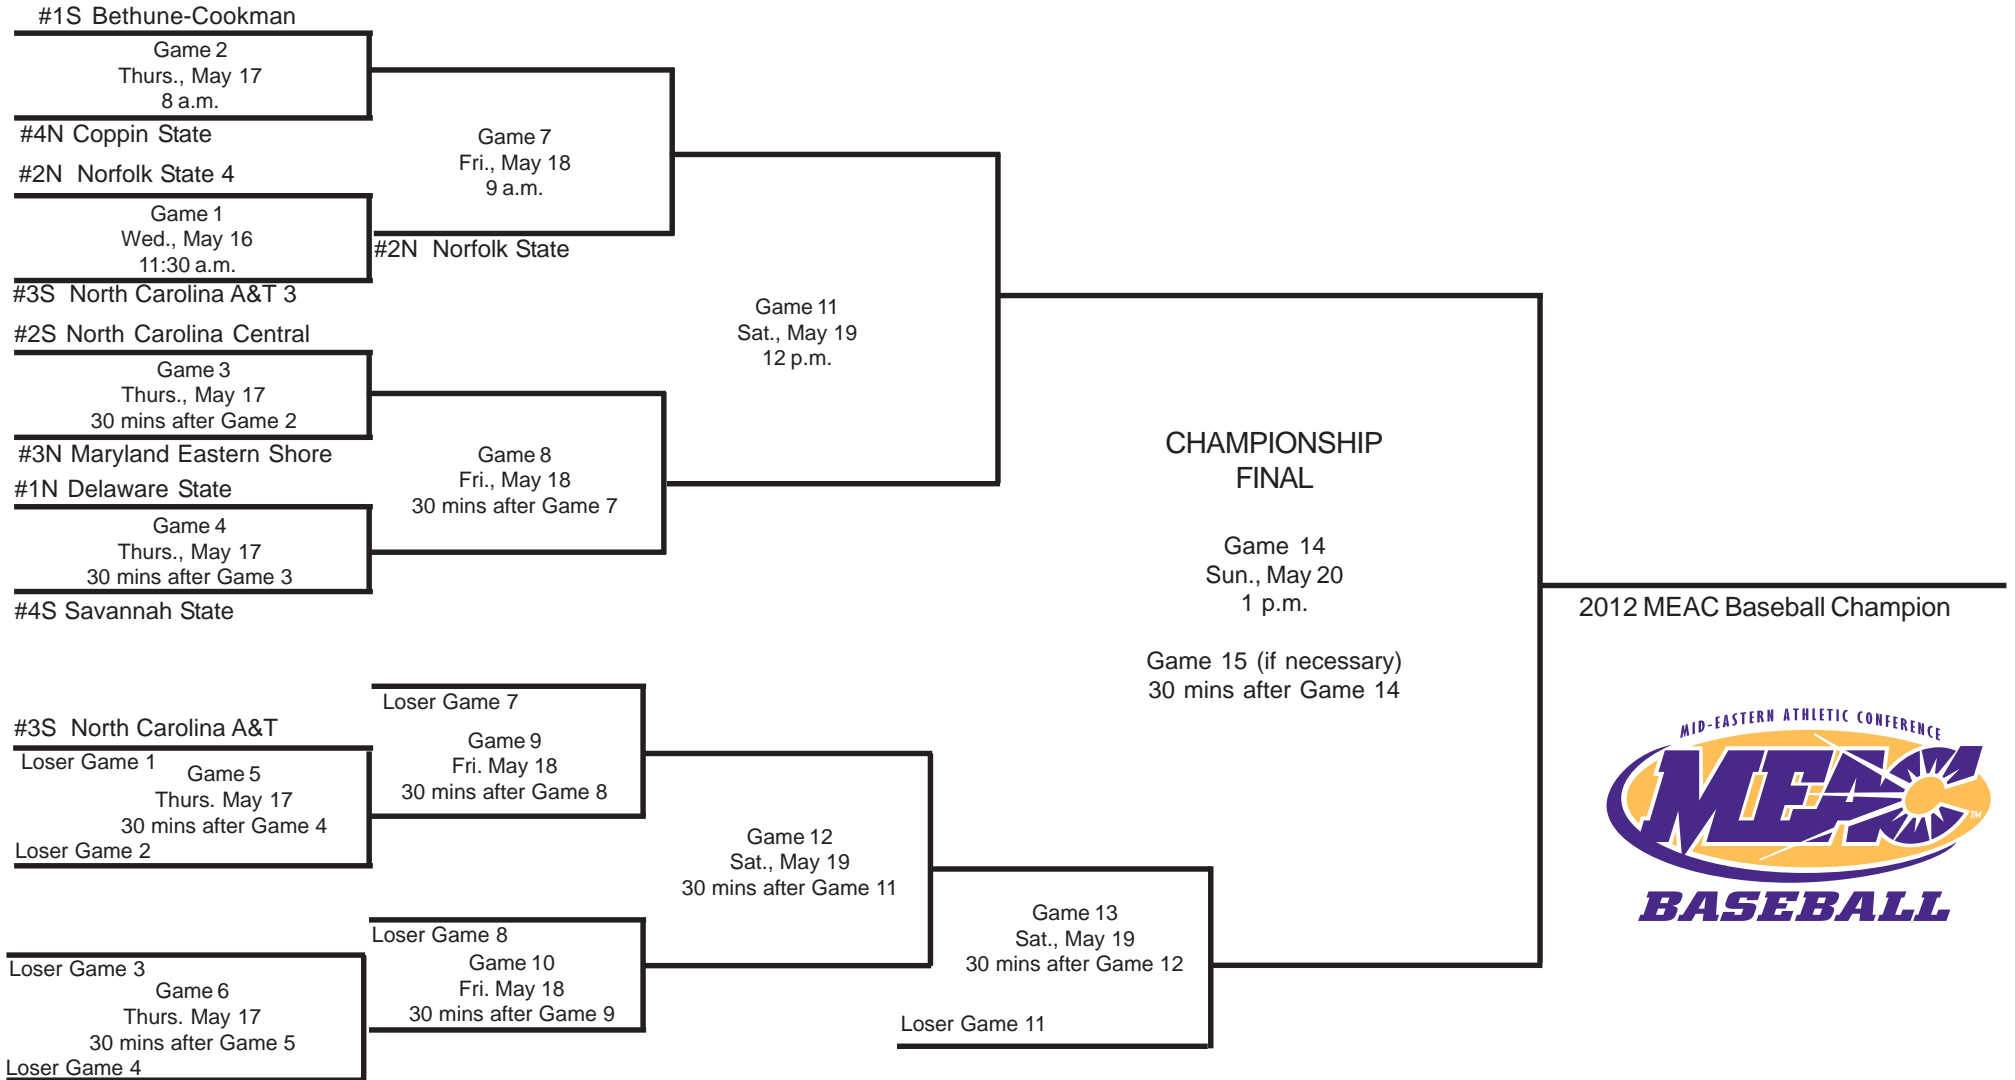 #1S Bethune-Cookman
Game 2
Thurs., May 17
8 a.m.
#4N Coppin State
#2N Norfolk State 4
Game 1
Wed., May 16
11:30 a.m.
#3S North Carolina A&T 3
#2S North Carolina Central
Game 3
Thurs., May 17
30 mins after Game 2
#3N Maryland Eastern Shore
#1N Delaware State
Game 4
Thurs., May 17
30 mins after Game 3
#4S Savannah State
Game 7
Fri., May 18
9 a.m.
#2N Norfolk State
Game 8
Fri., May 18
30 mins after Game 7
Game 11
Sat., May 19
12 p.m.
CHAMPIONSHIP
FINAL
Game 14
Sun., May 20
1 p.m.
Game 15 (if necessary)
30 mins after Game 14
2012 MEAC Baseball Champion
#3S North Carolina A&T
Loser Game 1
Game 5
Thurs. May 17
30 mins after Game 4
Loser Game 2
Loser Game 3
Game 6
Thurs. May 17
30 mins after Game 5
Loser Game 4
Loser Game 7
Game 9
Fri. May 18
30 mins after Game 8
Loser Game 8
Game 10
Fri. May 18
30 mins after Game 9
Game 12
Sat., May 19
30 mins after Game 11
Game 13
Sat., May 19
30 mins after Game 12
Loser Game 11
MID-EASTERN ATHLETIC CONFERENCE
MEAC
TM
BASEBALL